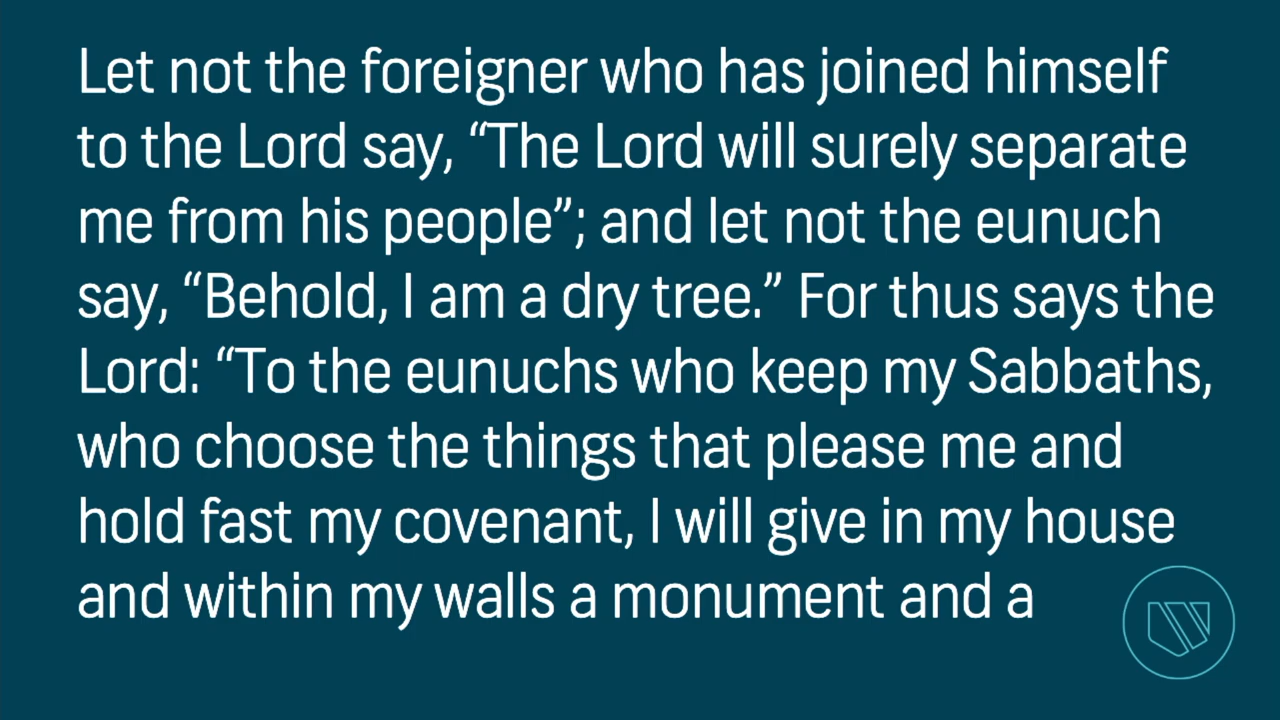 Let not the foreigner who has joined himself
to the Lord say, “The Lord will surely separate
me from his people”; and let not the eunuch
say, “Behold, I am a dry tree.” For thus says the
Lord: “To the eunuchs who keep my Sabbaths,
who choose the things that please me and
hold fast my covenant, I will give in my house
and within my walls a monument and a